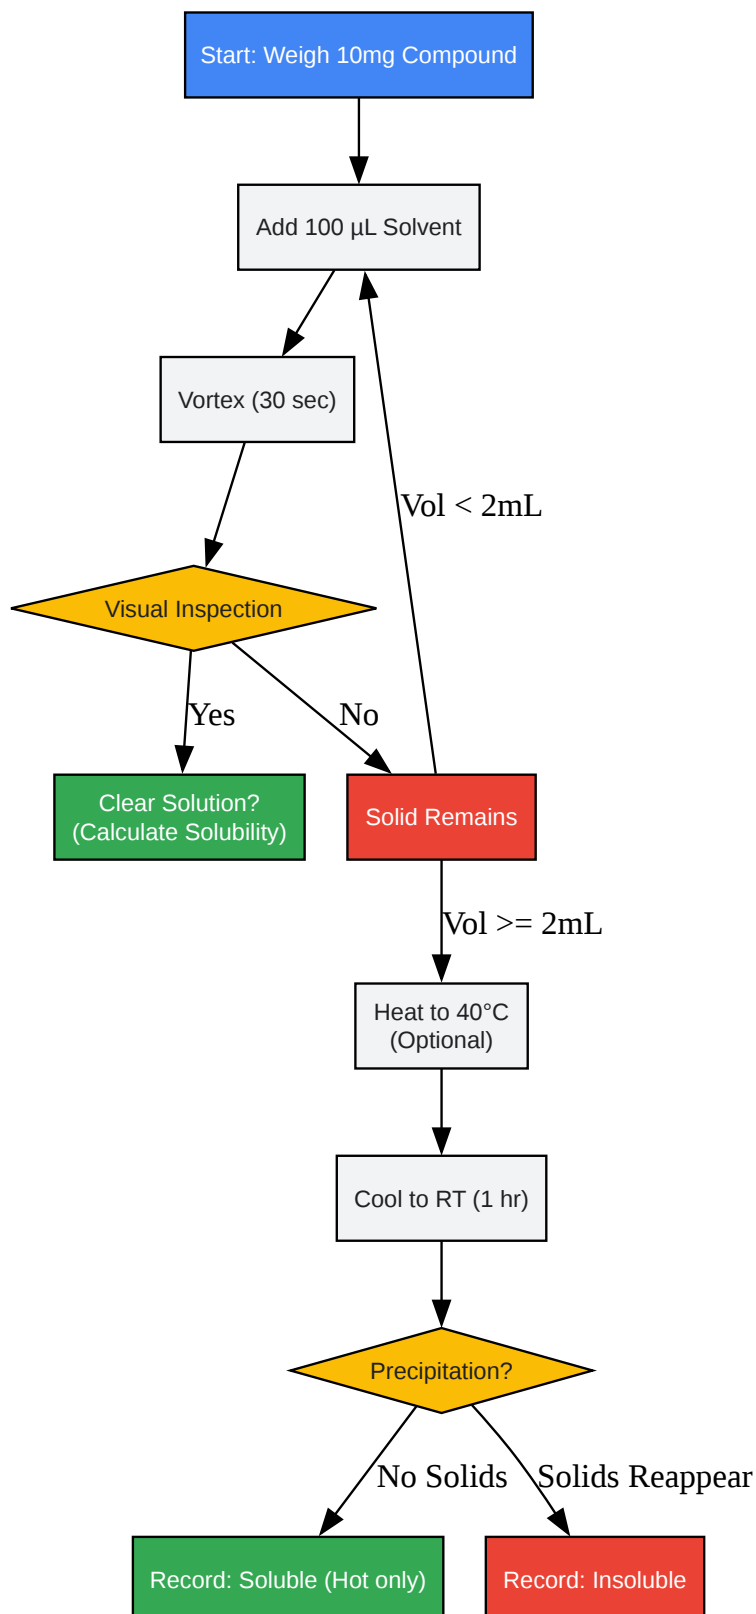 Start: Weigh 10mg Compound
Add 100 µL Solvent
Vortex (30 sec)
Vol < 2mL
Visual Inspection
Yes
No
Clear Solution?
(Calculate Solubility)
Solid Remains
Vol >= 2mL
Heat to 40°C
(Optional)
Cool to RT (1 hr)
Precipitation?
No Solids
Solids Reappear
Record: Soluble (Hot only)
Record: Insoluble